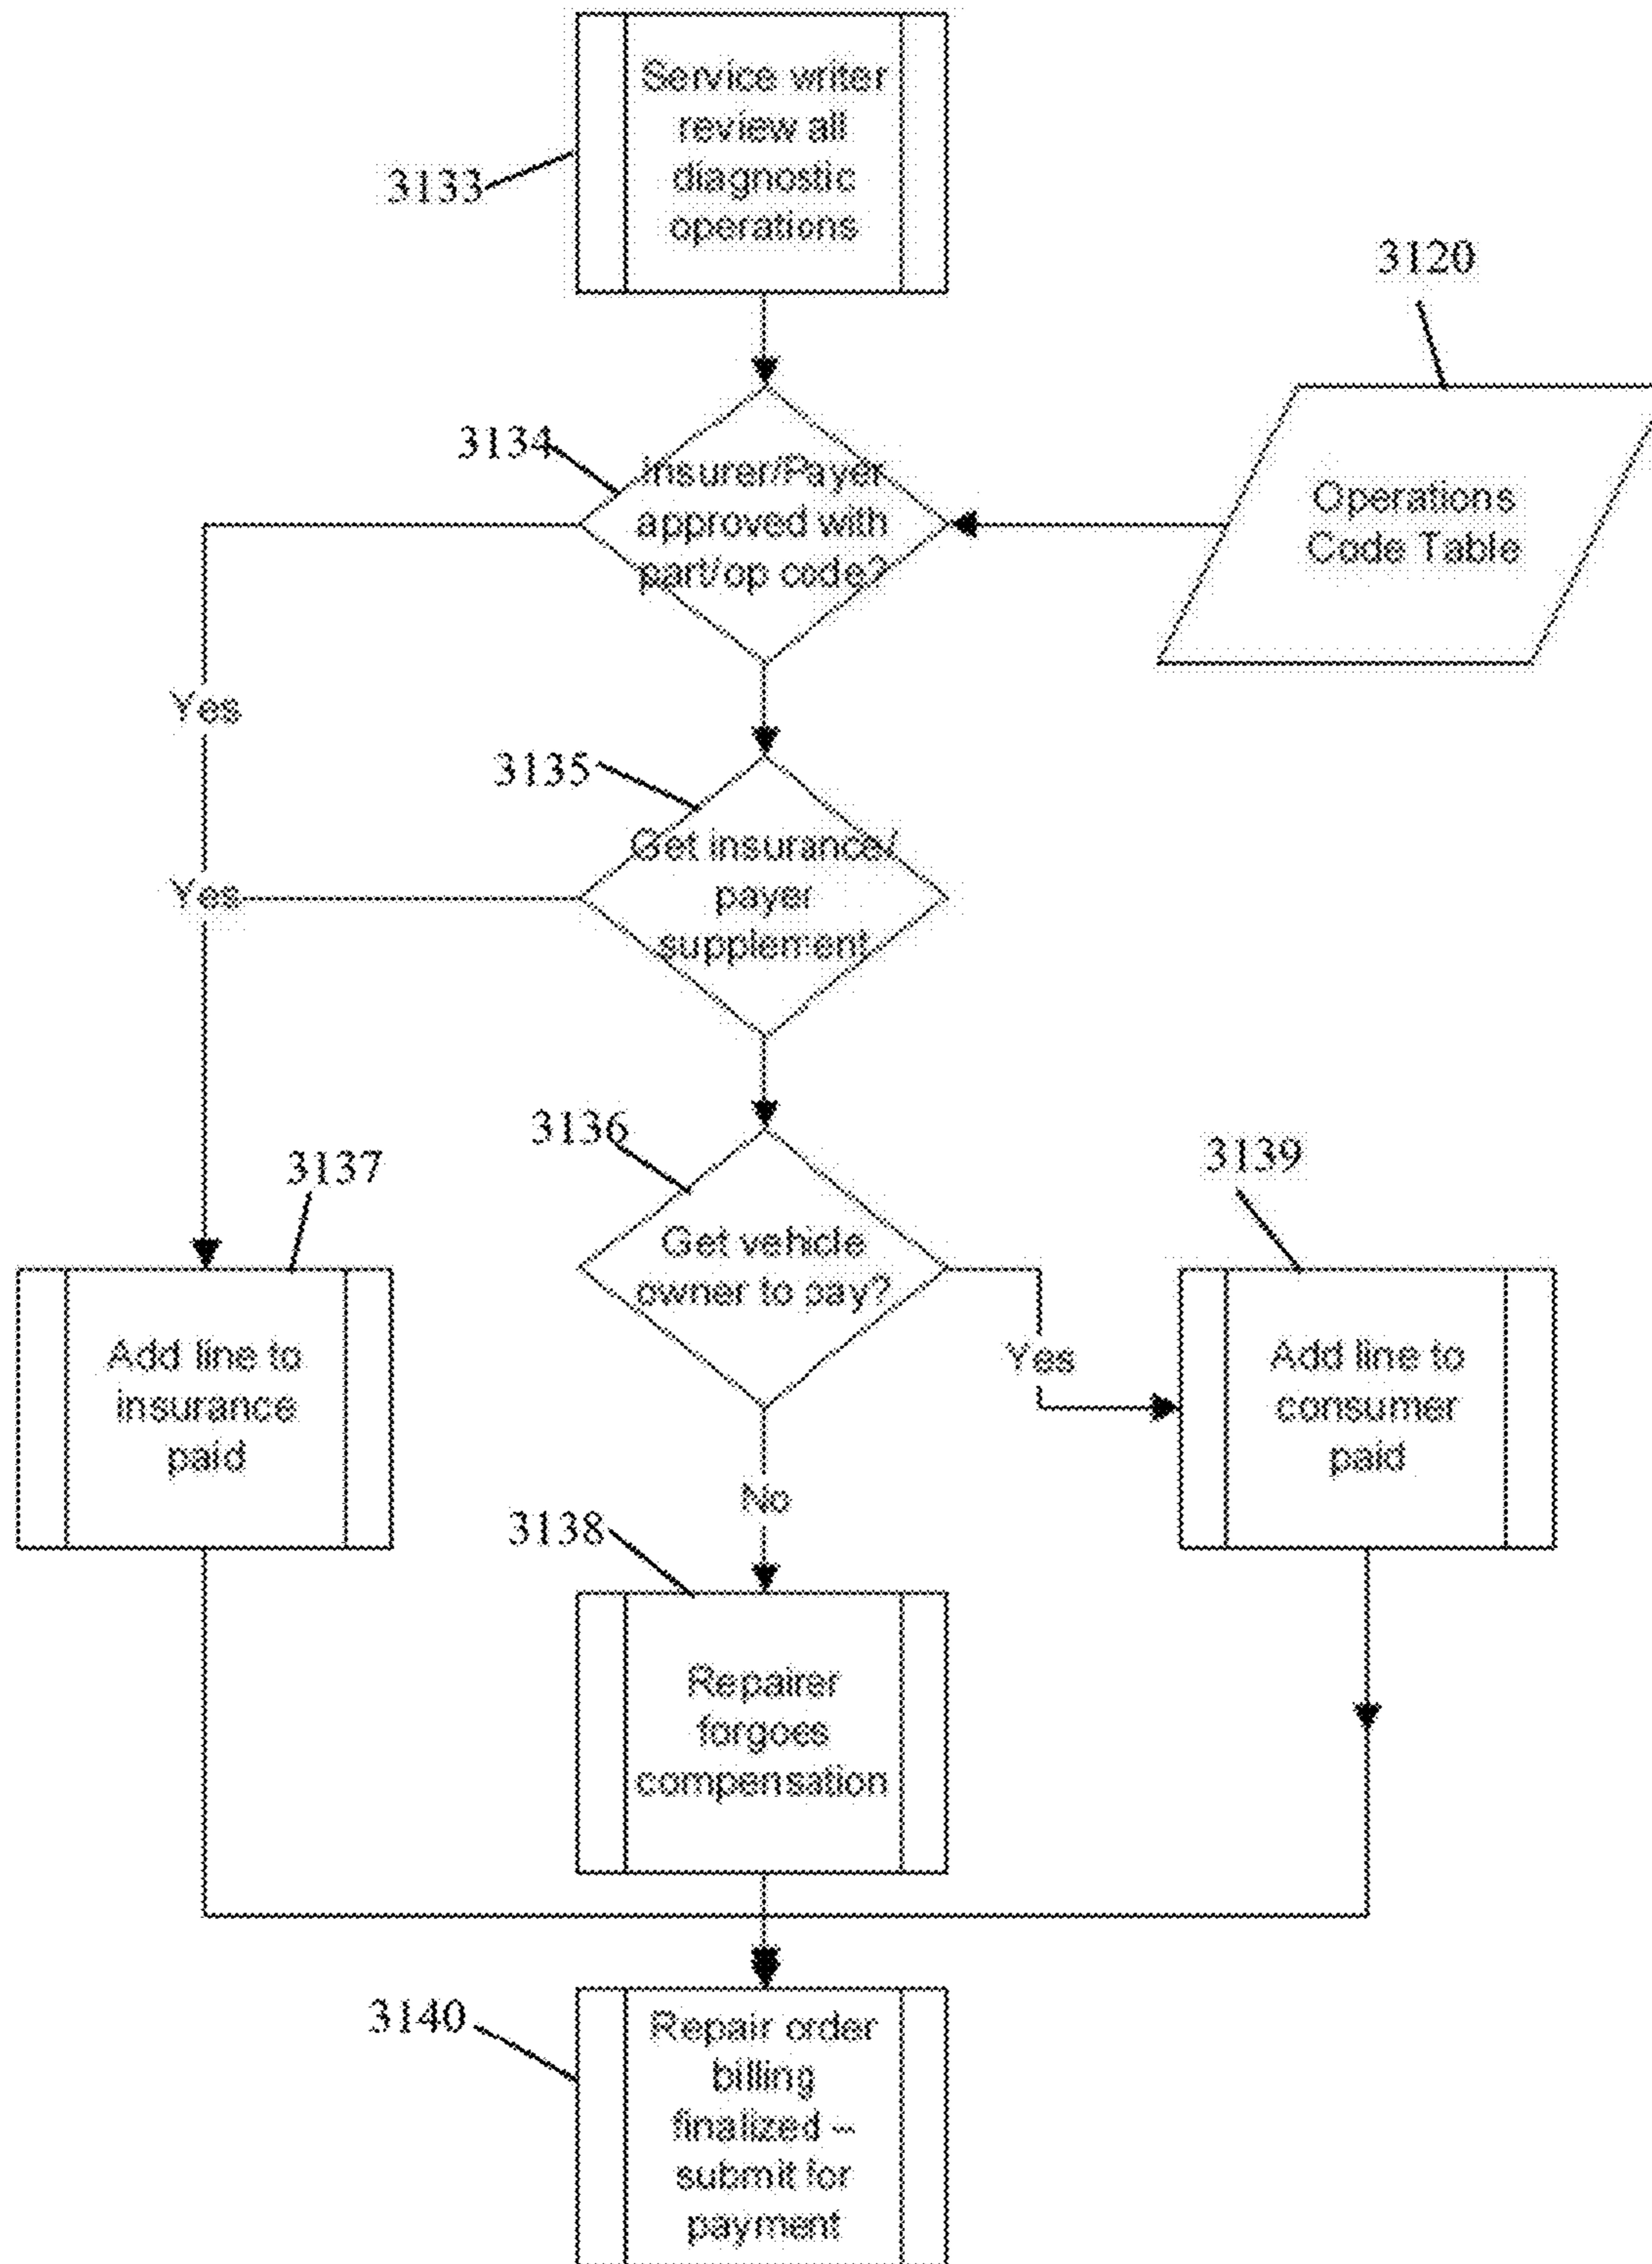 Service writer
review all
diagnostic
operations
3133
3120
3134
Insurer/Payer
approved with
part/op code?
Operations
Code Table
Yes
3135
Get insurance/
payer
supplement
Yes
3136
3137
3139
Get vehicle
owner to pay?
Yes
Add line to
insurance
paid
Add line to
consumer
paid
No
3138
Repairer
forgoes
compensation
3140
Repair order
billing
finalized –
submit for
payment